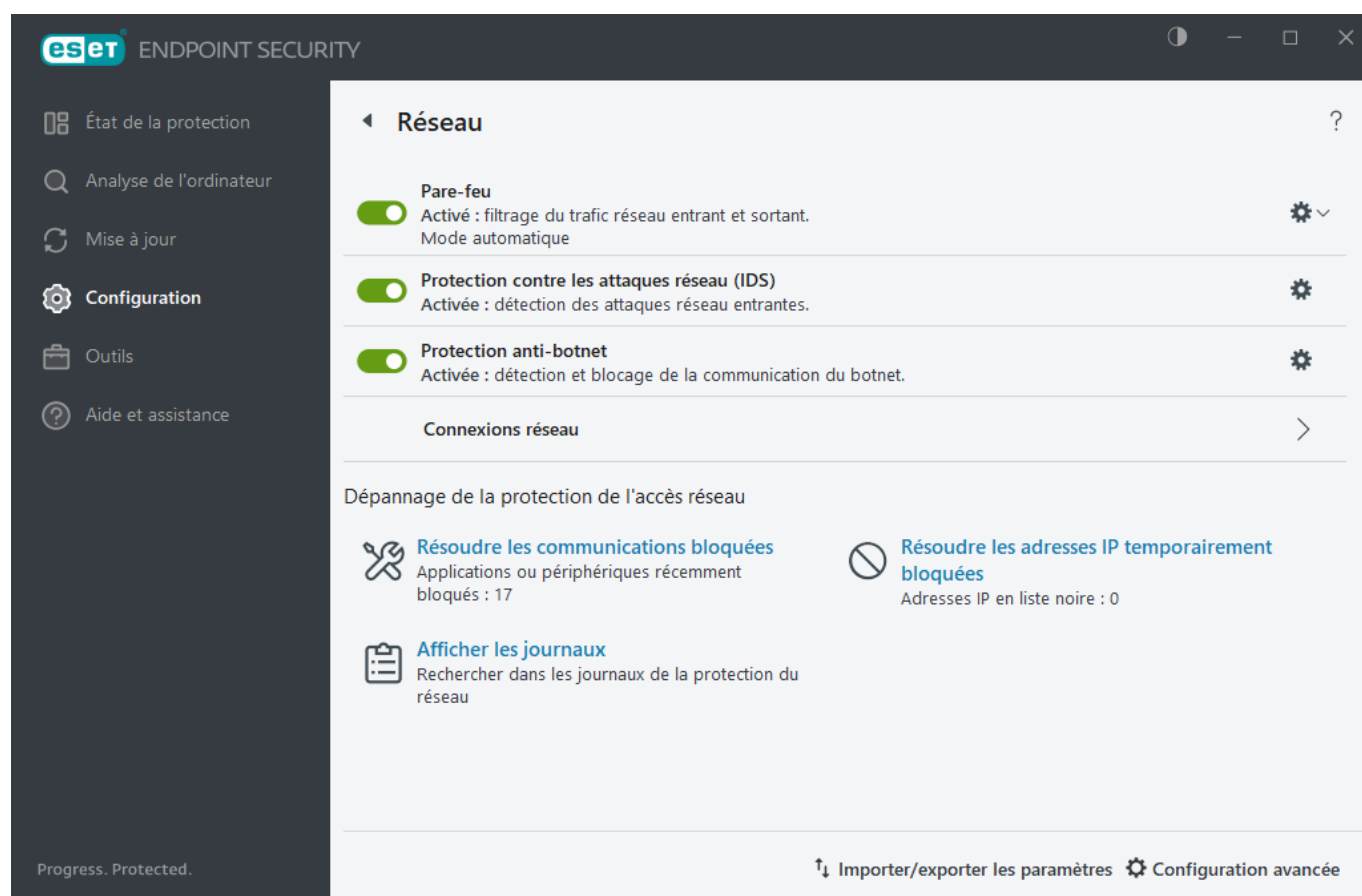 eset ENDPOINT SECURITY
État de la protection
Analyse de l'ordinateur
Mise à jour
Configuration
Outils
Aide et assistance
Progress. Protected.
Réseau
?
Pare-feu
Activé : filtrage du trafic réseau entrant et sortant.
Mode automatique
Protection contre les attaques réseau (IDS)
Activée : détection des attaques réseau entrantes.
Protection anti-botnet
Activée : détection et blocage de la communication du botnet.
Connexions réseau
Dépannage de la protection de l'accès réseau
Résoudre les communications bloquées
Applications ou périphériques récemment
bloqués : 17
Résoudre les adresses IP temporairement
bloquées
Adresses IP en liste noire : 0
Afficher les journaux
Rechercher dans les journaux de la protection du
réseau
Importer/exporter les paramètres Configuration avancée